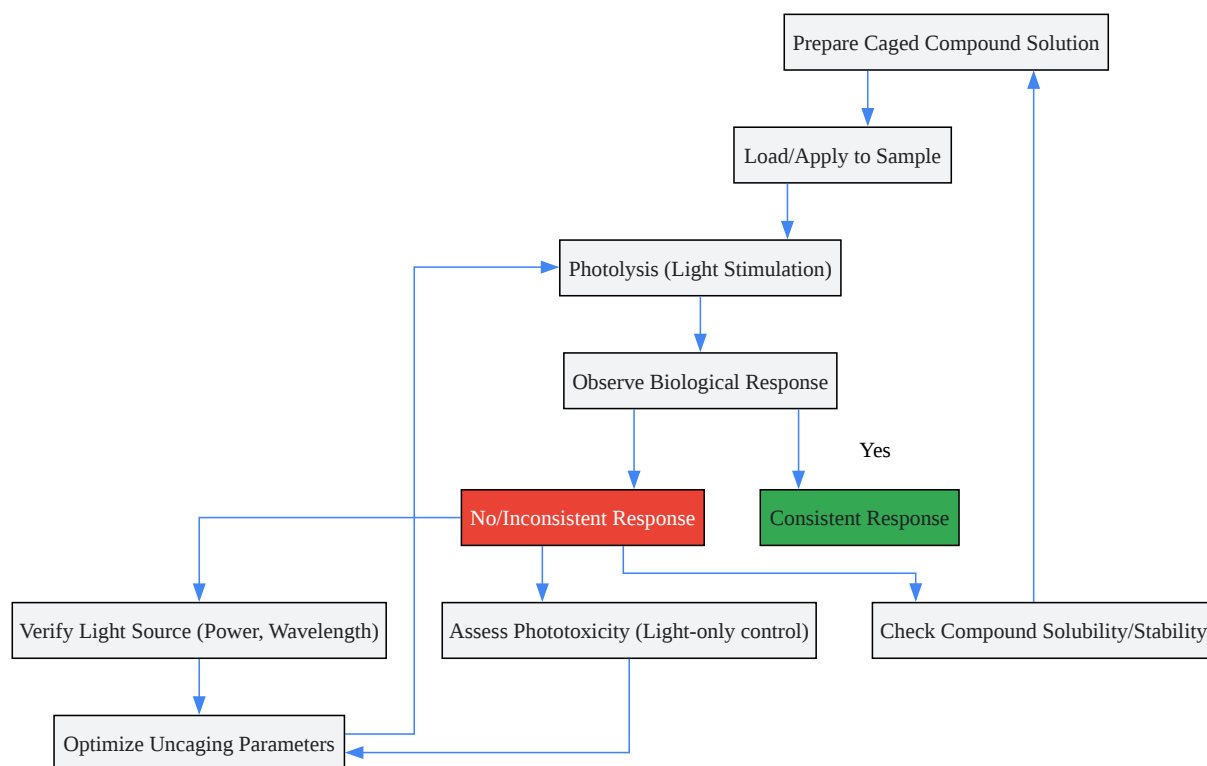 Prepare Caged Compound Solution
Load/Apply to Sample
Photolysis (Light Stimulation)
Observe Biological Response
Yes
No/Inconsistent Response
Consistent Response
Verify Light Source (Power, Wavelength)
Assess Phototoxicity (Light-only control)
Check Compound Solubility/Stability
Optimize Uncaging Parameters